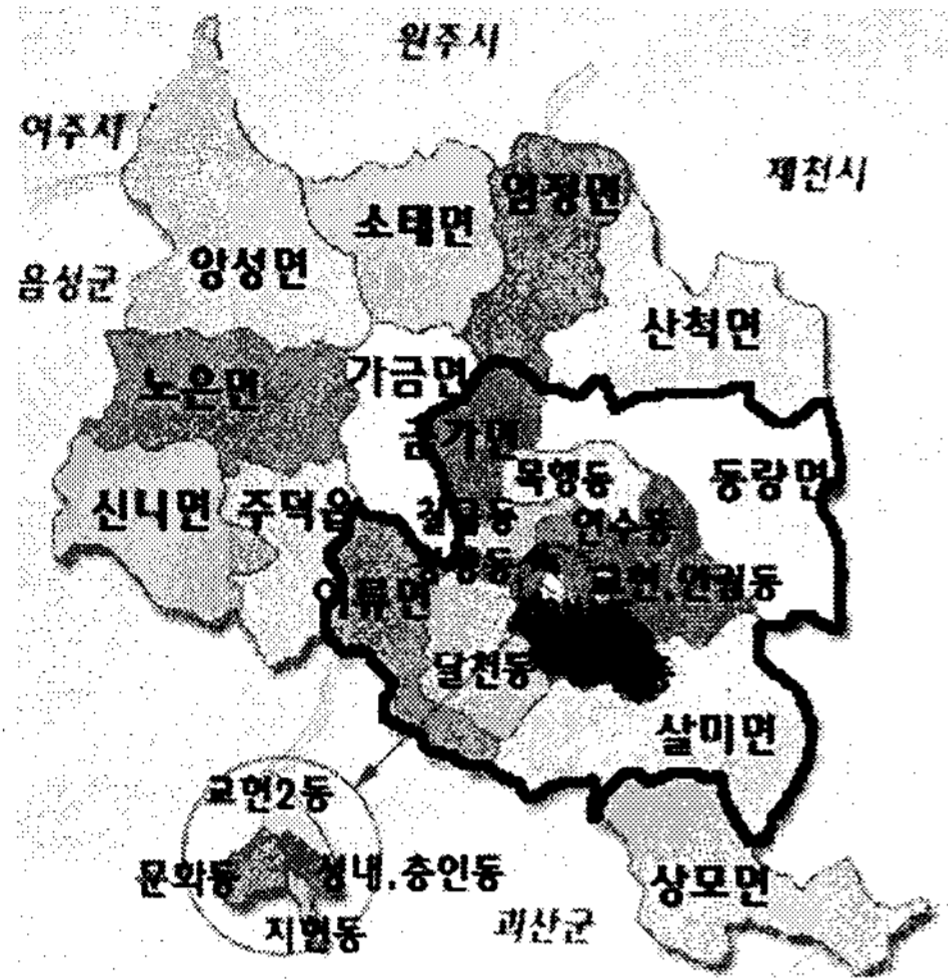 원주시
여주시
제천시
엄정면
소태면
앙성면
음성군
산척면
가금면
노은면
금가면
목행동
동량면
신니면
주덕읍
칠금동
연수동
교현.안림동
이류면
달천동
살미면
교현2동
문화동
성내.충인동
상모면
지현동
괴산군